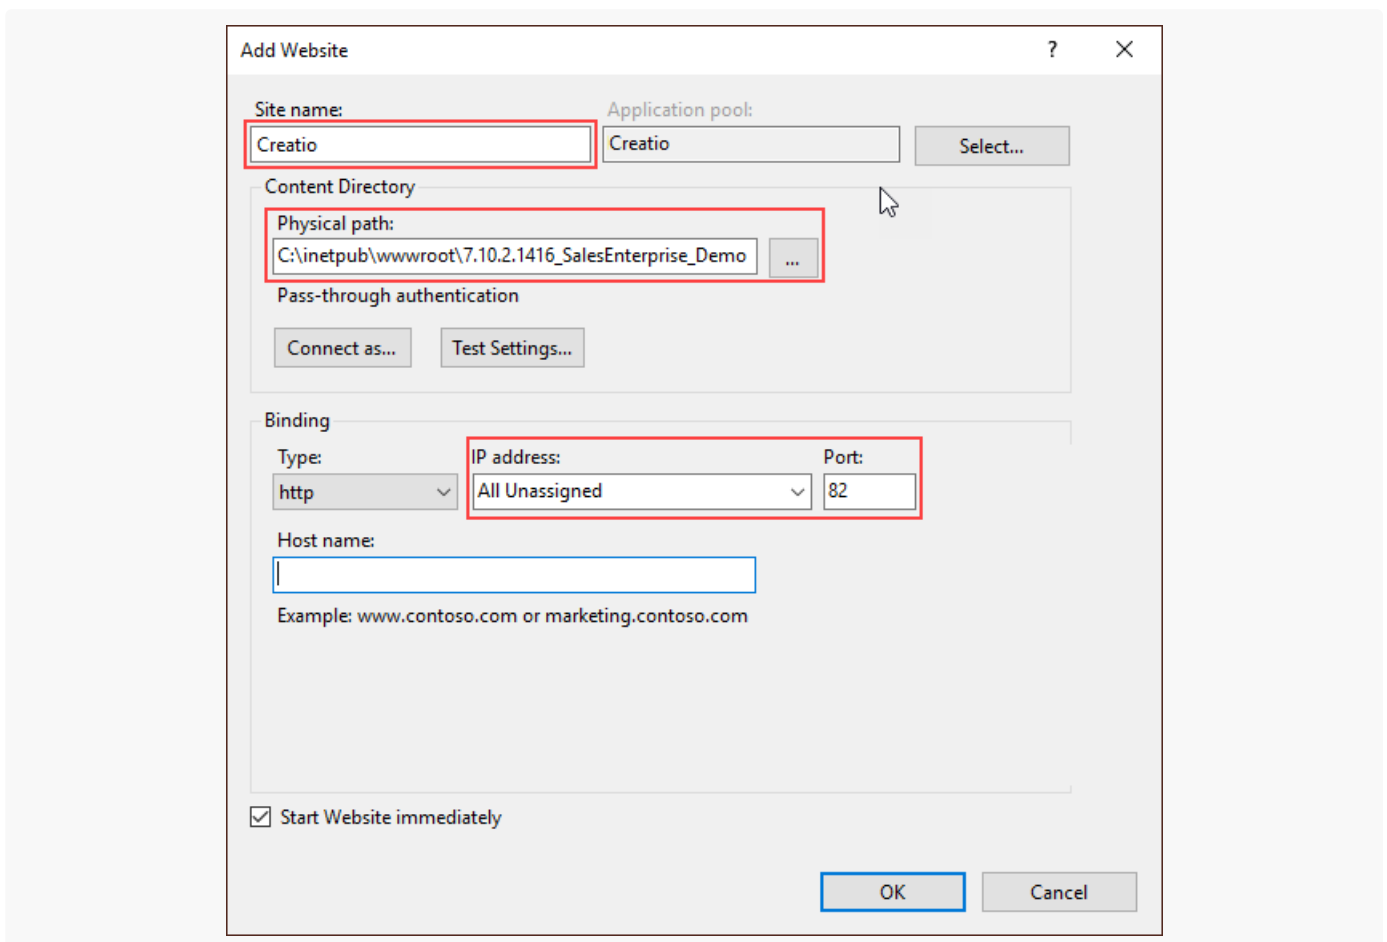 Add Website
?
Site name:
Application pool:
Creatio
Creatio
Select...
Content Directory
Physical path:
C:\inetpub\wwwroot\7.10.2.1416_SalesEnterprise_Demo
...
Pass-through authentication
Connect as...
Test Settings...
Binding
Type:
IP address:
Port:
http
All Unassigned
82
Host name:
Example: www.contoso.com or marketing.contoso.com
Start Website immediately
OK
Cancel